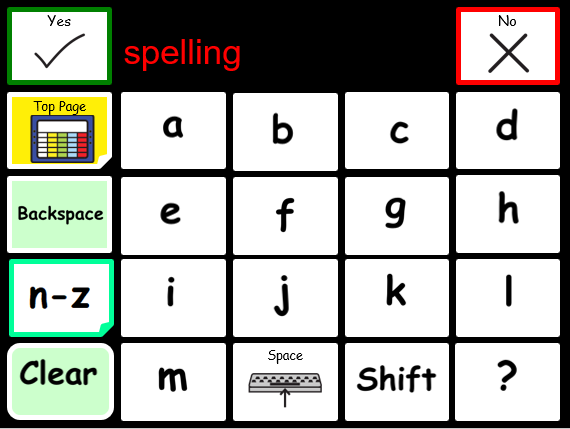 Yes
spelling
No
Top Page
a
b
c
d
Backspace
e
f
g
h
n-z
i
j
k
l
Clear
m
Space
Shift
?